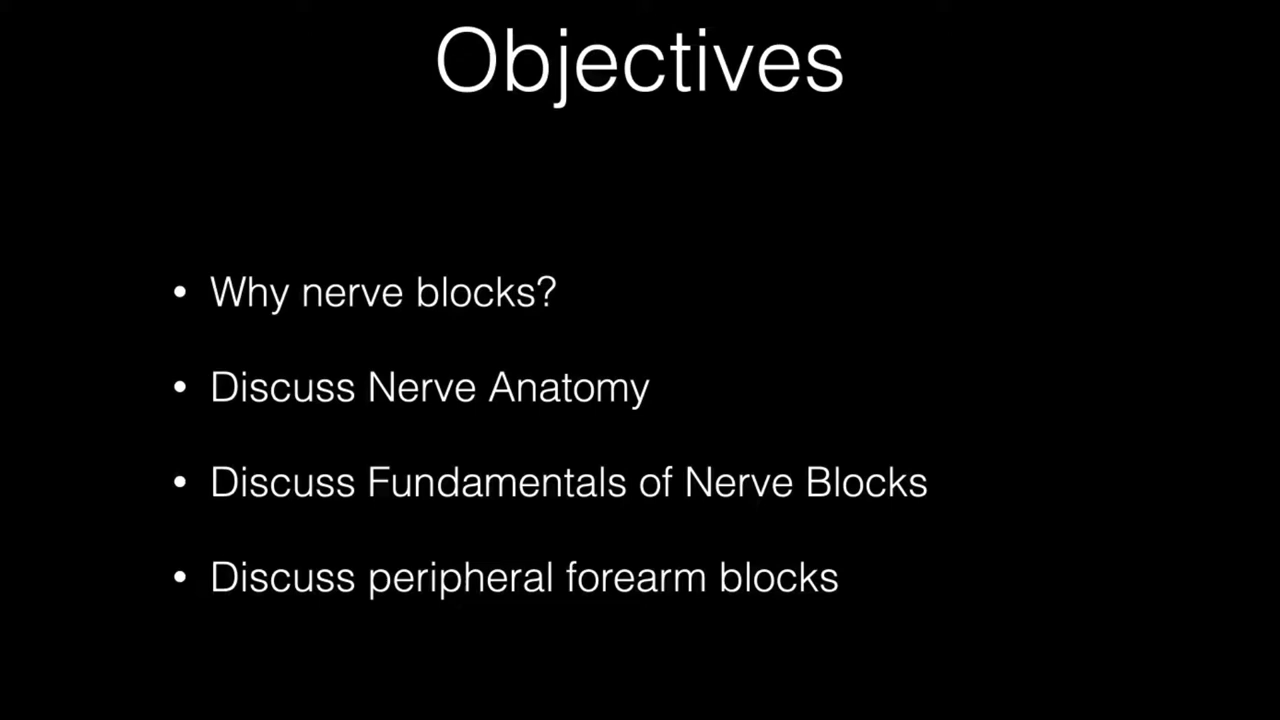 Objectives
• Why nerve blocks?
• Discuss Nerve Anatomy
• Discuss Fundamentals of Nerve Blocks
• Discuss peripheral forearm blocks